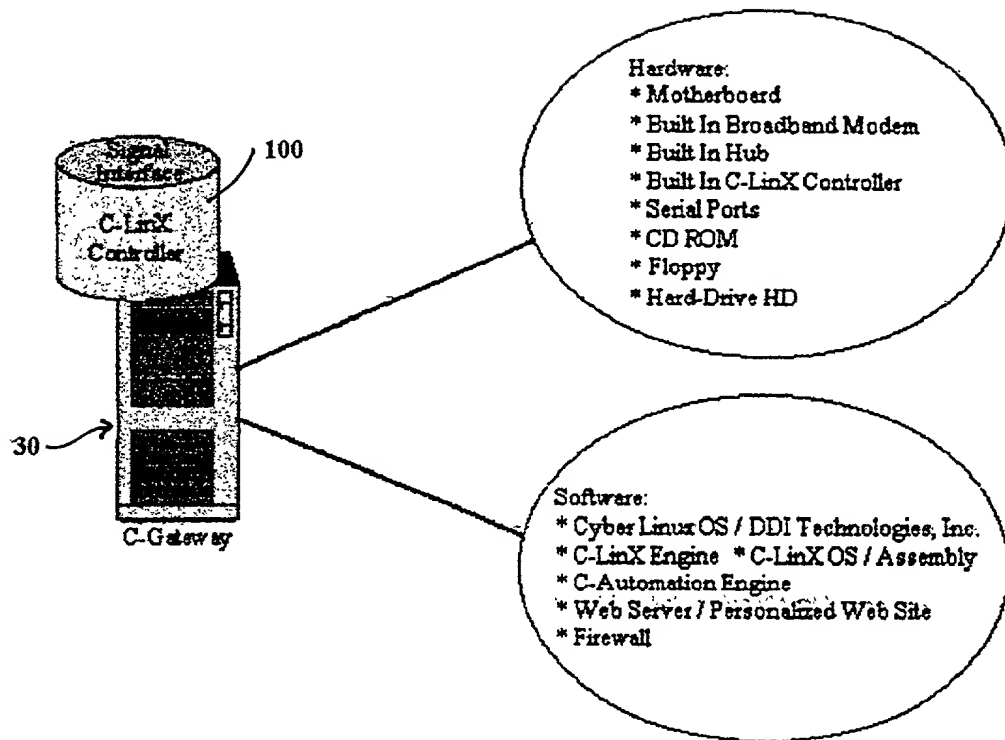 Signal
Interface
C-LinX
Controller
100
30
C-Gateway
Hardware:
* Motherboard
* Built In Broadband Modem
* Built In Hub
* Built In C-LinX Controller
* Serial Ports
* CD ROM
* Floppy
* Hard-Drive HD
Software:
* Cyber Linux OS / DDI Technologies, Inc.
* C-LinX Engine * C-LinX OS / Assembly
* C-Automation Engine
* Web Server / Personalized Web Site
* Firewall